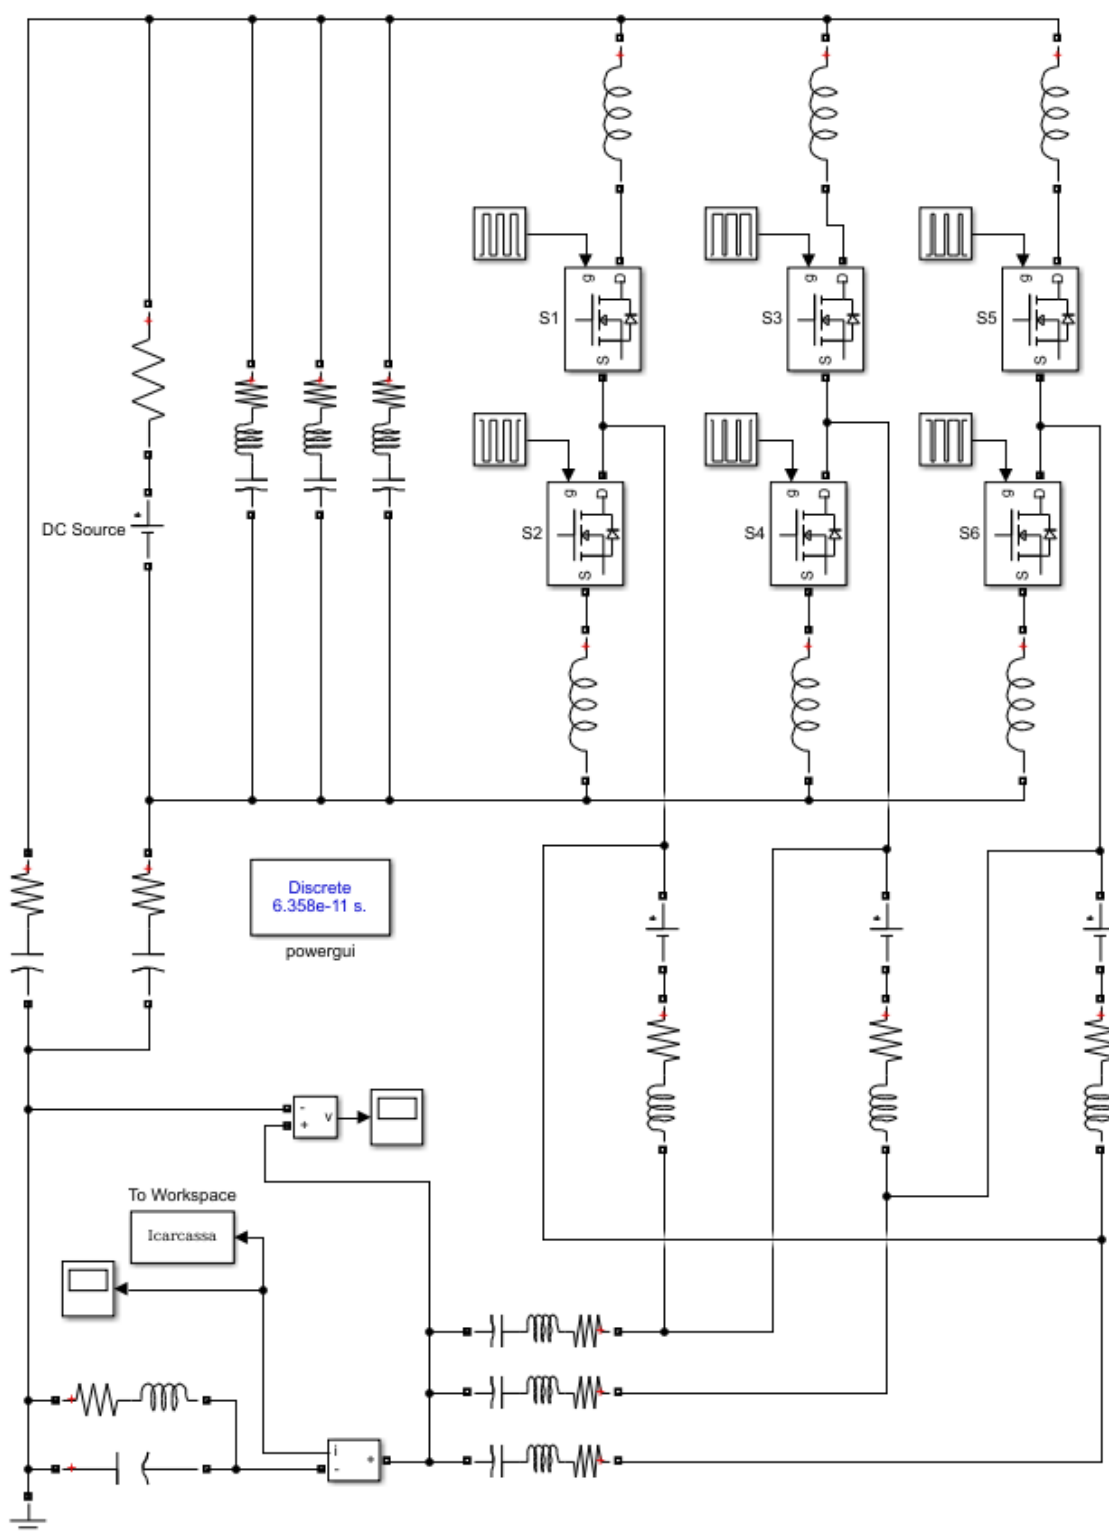 g D
S1
S
g D
S3
S
g D
S5
S
DC Source
g D
S2
S
g D
S4
S
g D
S6
S
Discrete
6.358e-11 s.
powergui
- v
+
To Workspace
Icarcassa
i +
-